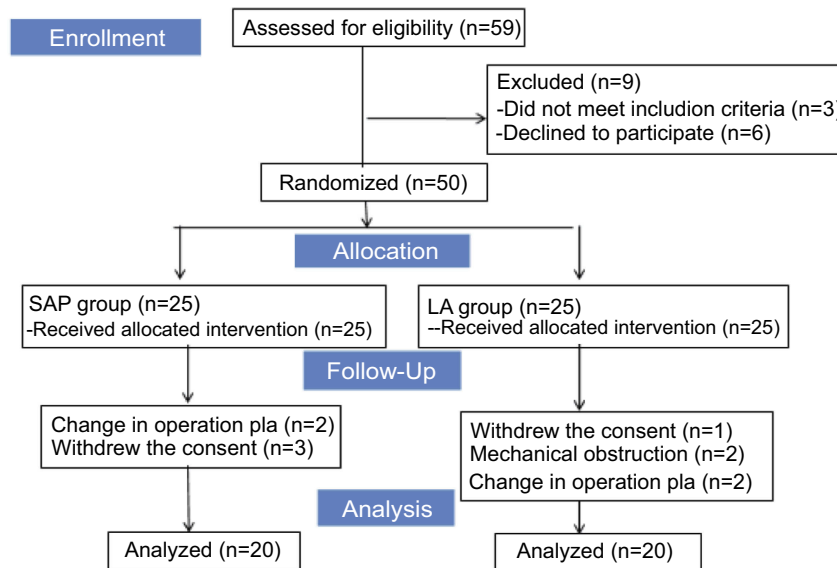 Enrollment
Assessed for eligibility (n=59)
Excluded (n=9)
-Did not meet includion criteria (n=3)
-Declined to participate (n=6)
Randomized (n=50)
Allocation
SAP group (n=25)
-Received allocated intervention (n=25)
LA group (n=25)
--Received allocated intervention (n=25)
Follow-Up
Change in operation pla (n=2)
Withdrew the consent (n=3)
Withdrew the consent (n=1)
Mechanical obstruction (n=2)
Change in operation pla (n=2)
Analysis
Analyzed (n=20)
Analyzed (n=20)